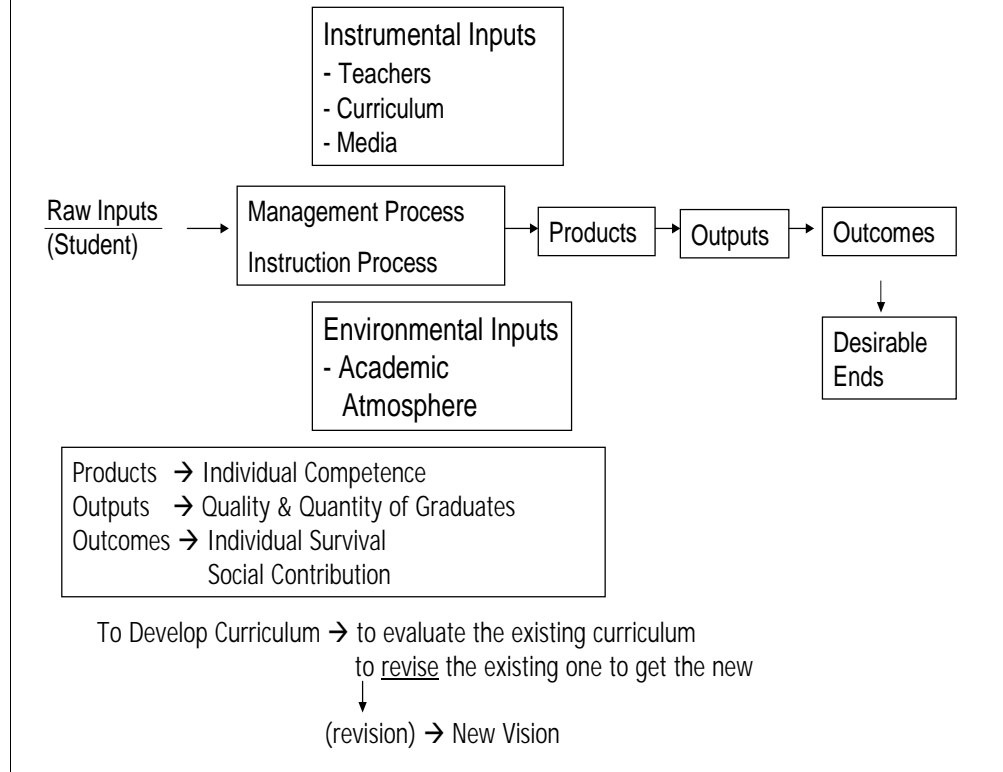 Instrumental Inputs
- Teachers
- Curriculum
- Media
Raw Inputs
(Student)
Management Process
Instruction Process
Products
Outputs
Outcomes
Environmental Inputs
- Academic
Atmosphere
Desirable
Ends
Products → Individual Competence
Outputs → Quality & Quantity of Graduates
Outcomes → Individual Survival
Social Contribution
To Develop Curriculum → to evaluate the existing curriculum
to revise the existing one to get the new
(revision) → New Vision